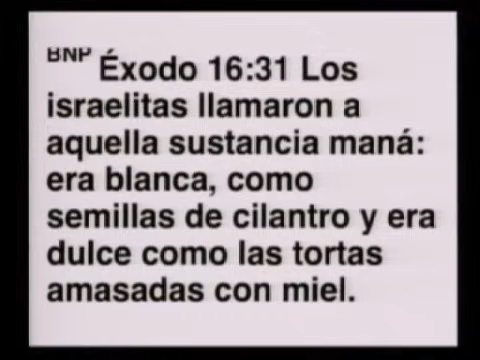 BNP Éxodo 16:31 Los
israelitas llamaron a
aquella sustancia maná:
era blanca, como
semillas de cilantro y era
dulce como las tortas
amasadas con miel.